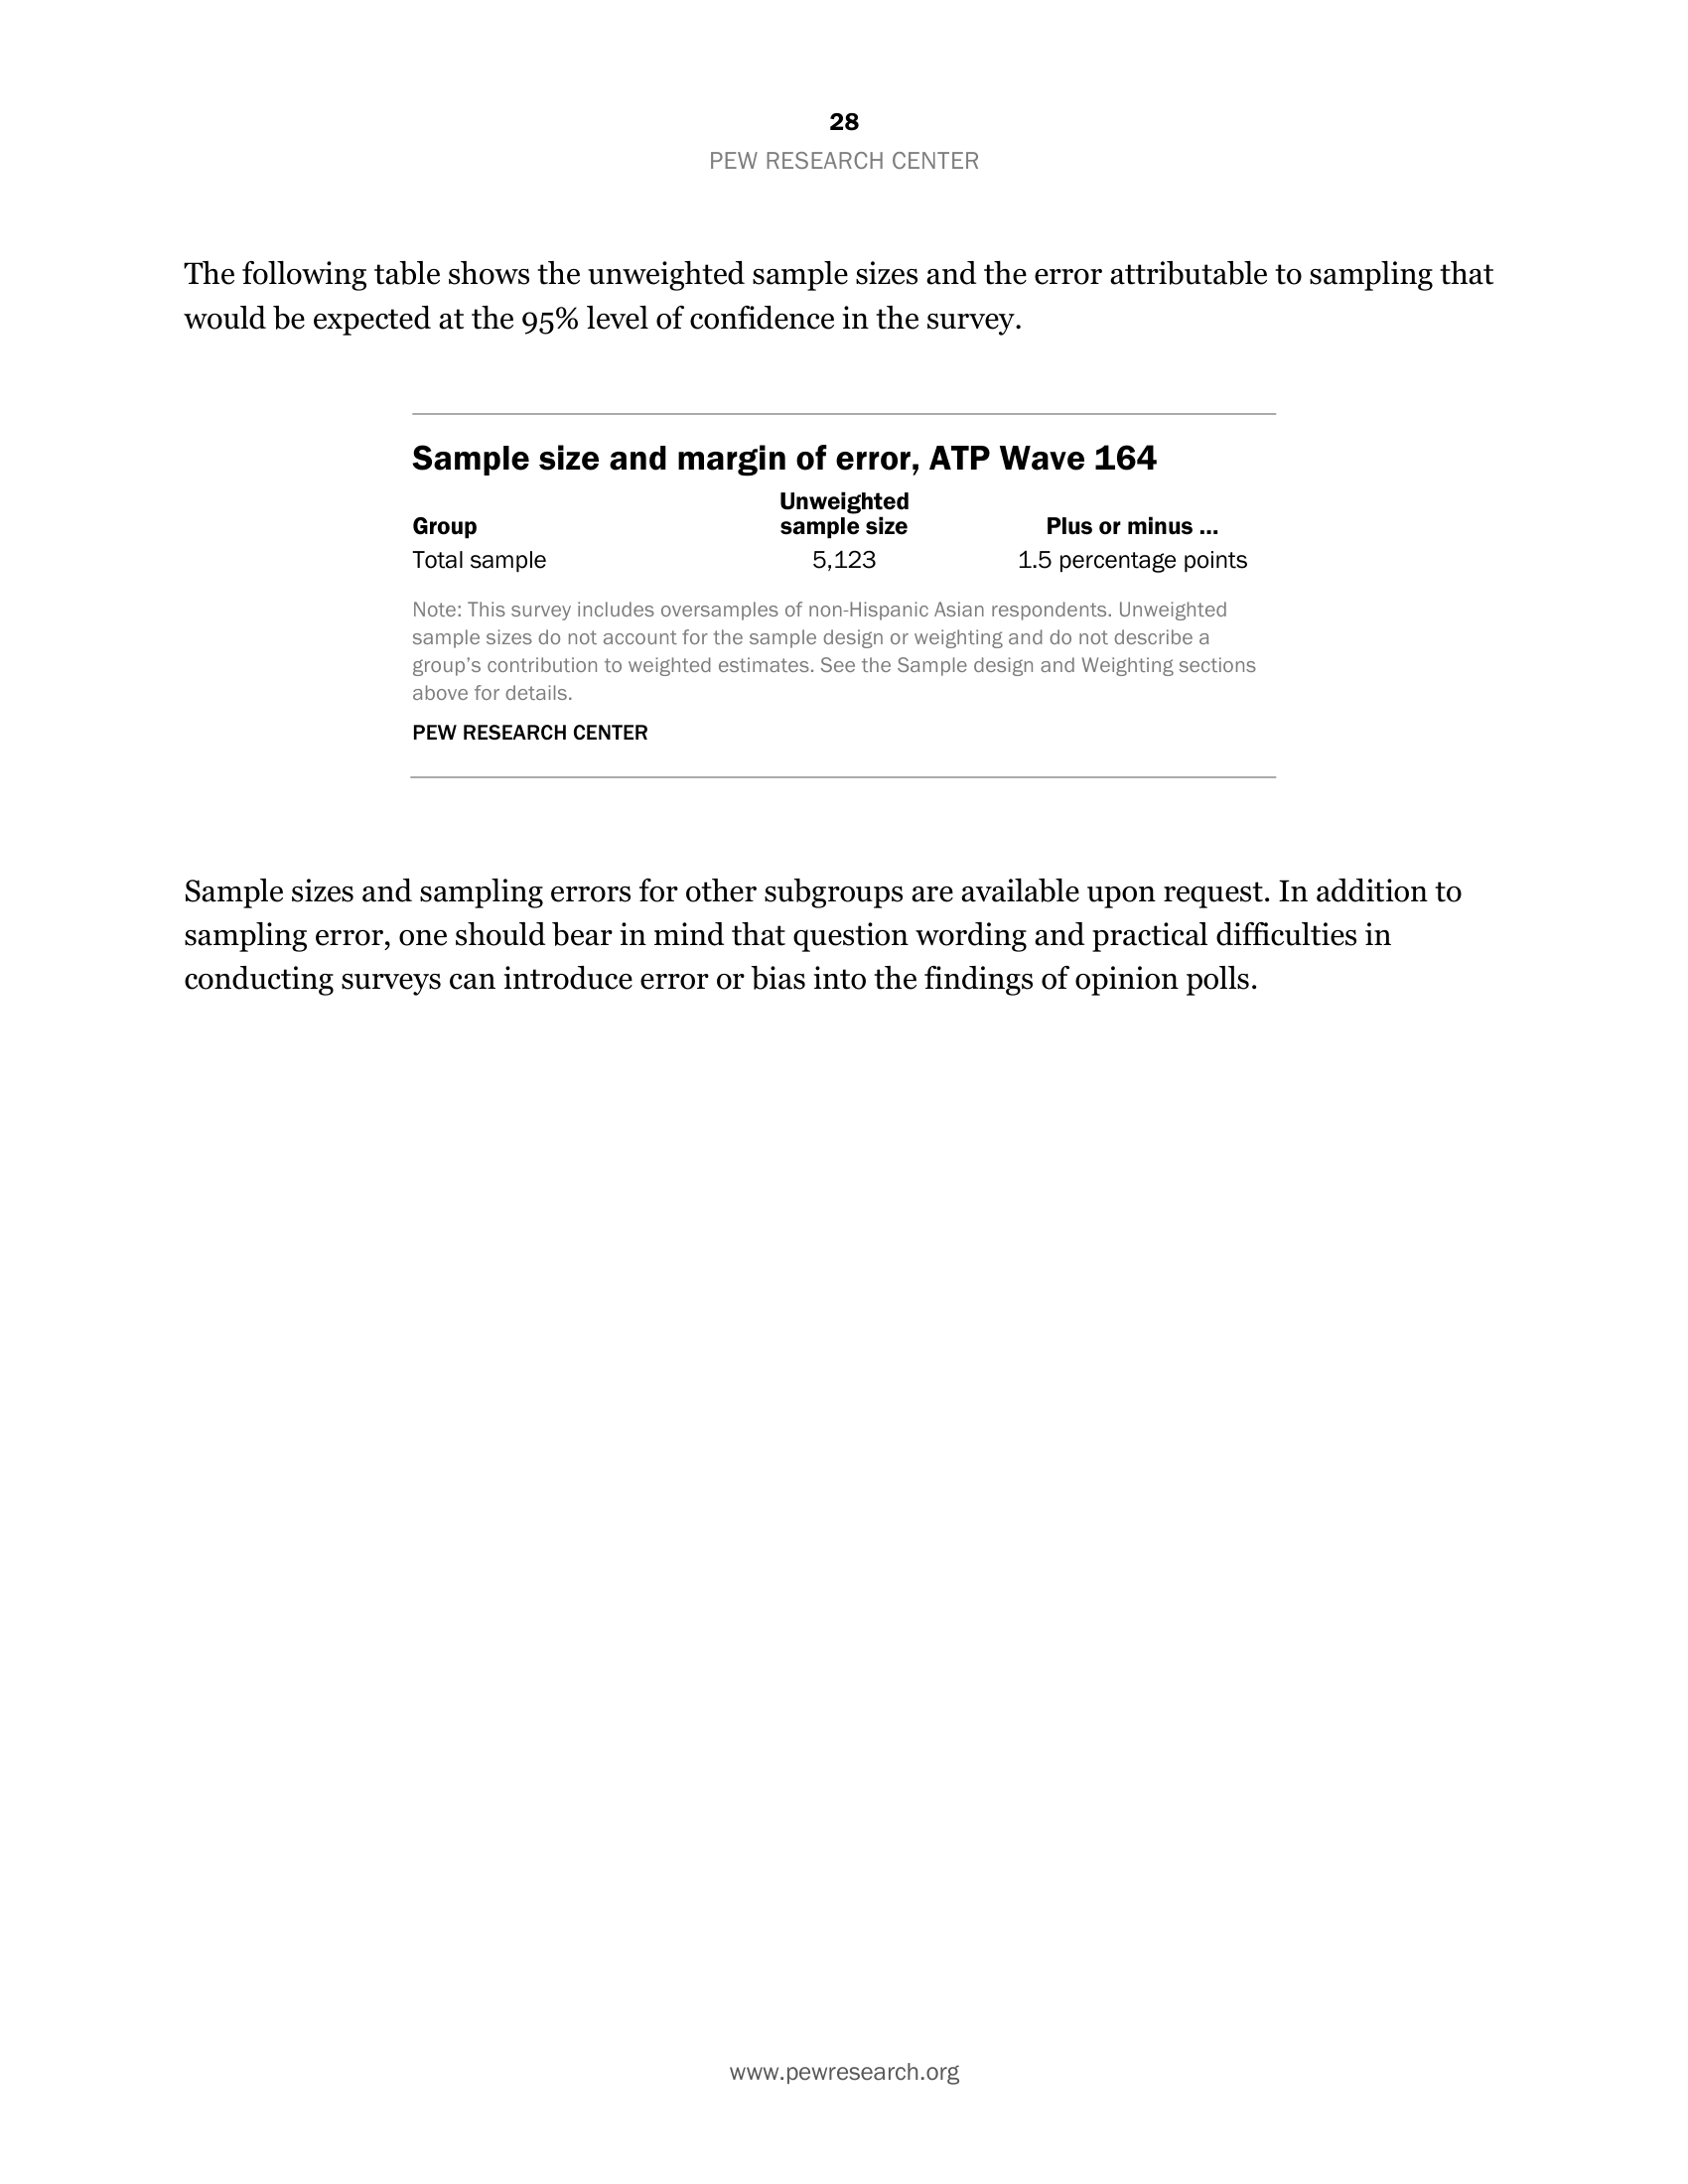 28
PEW RESEARCH CENTER
The following table shows the unweighted sample sizes and the error attributable to sampling that
would be expected at the 95% level of confidence in the survey.
Sample size and margin of error, ATP Wave 164
Unweighted
Group sample size Plus or minus ...
Total sample 5,123 1.5 percentage points
Note: This survey includes oversamples of non-Hispanic Asian respondents. Unweighted
sample sizes do not account for the sample design or weighting and do not describe a
group’s contribution to weighted estimates. See the Sample design and Weighting sections
above for details.
PEW RESEARCH CENTER
Sample sizes and sampling errors for other subgroups are available upon request. In addition to
sampling error, one should bear in mind that question wording and practical difficulties in
conducting surveys can introduce error or bias into the findings of opinion polls.
www.pewresearch.org